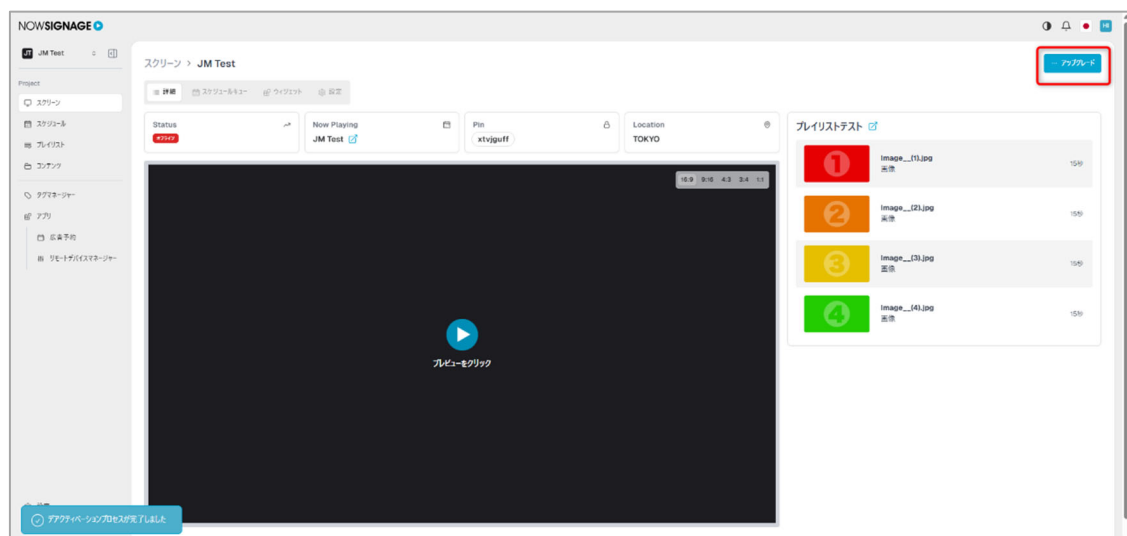 NOWSIGNAGE
HI
JT JM Test
Project
スクリーン
スケジュール
プレイリスト
コンテンツ
タグマネージャー
アプリ
広告予約
リモートデバイスマネージャー
スクリーン > JM Test
アップグレード
詳細 スケジュールキュー ウィジェット 設定
Status
オフライン
Now Playing
JM Test
Pin
xtvjguff
Location
TOKYO
16:9 9:16 4:3 3:4 1:1
プレビューをクリック
プレイリストテスト
1
Image__(1).jpg
画像
15秒
2
Image__(2).jpg
画像
15秒
3
Image__(3).jpg
画像
15秒
4
Image__(4).jpg
画像
15秒
デアクティベーションプロセスが完了しました